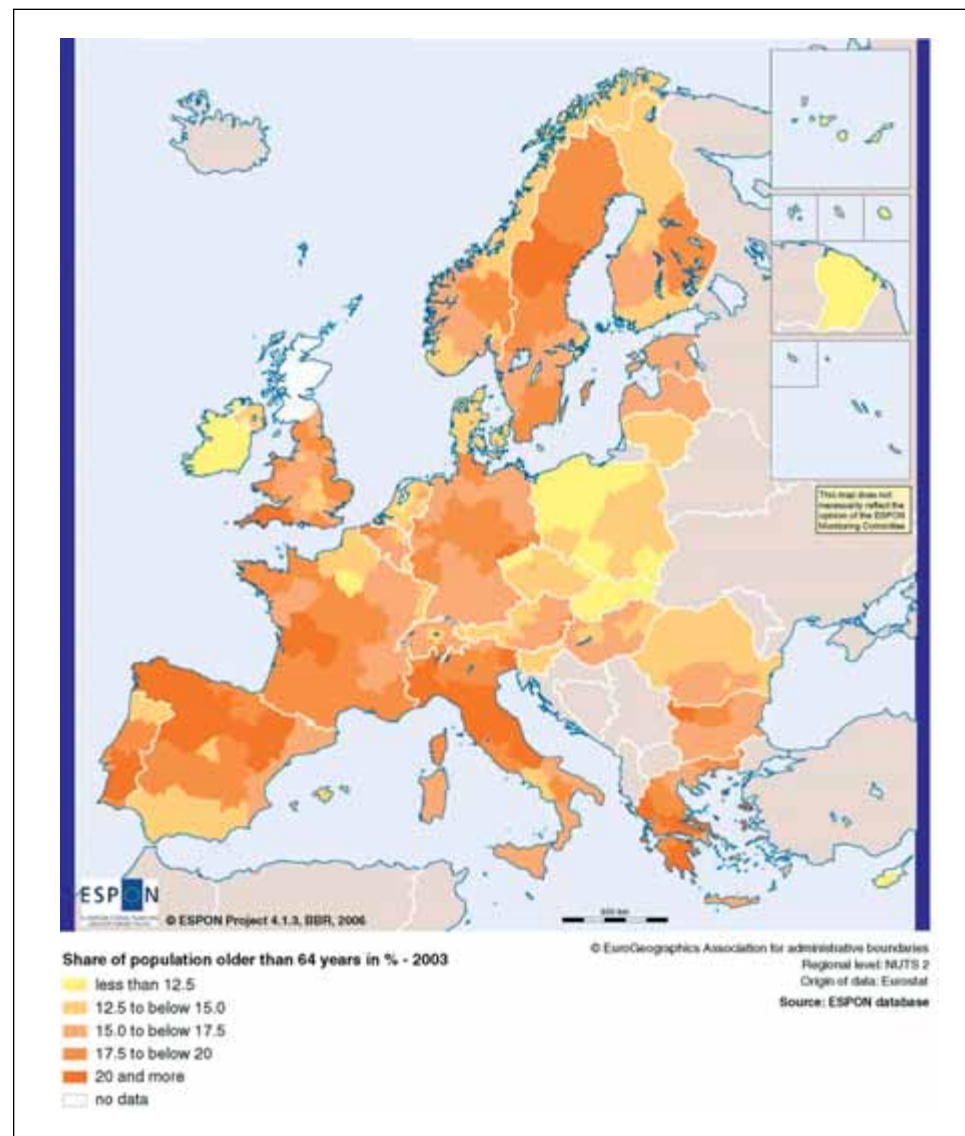 This map does not
necessarily reflect the
opinion of the ESPON
Monitoring Committee
ESPON
© ESPON Project 4.1.3, BBR, 2006
© EuroGeographics Association for administrative boundaries
Regional level: NUTS 2
Origin of data: Eurostat
Source: ESPON database
Share of population older than 64 years in % - 2003
less than 12.5
12.5 to below 15.0
15.0 to below 17.5
17.5 to below 20
20 and more
no data